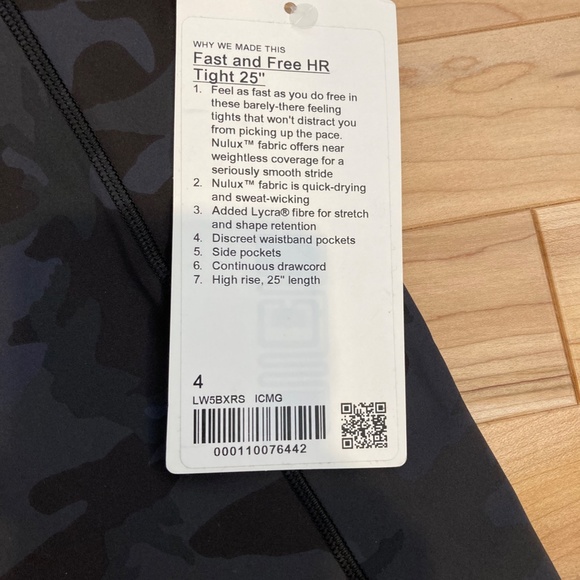 WHY WE MADE THIS
Fast and Free HR
Tight 25"
1. Feel as fast as you do free in
these barely-there feeling
tights that won't distract you
from picking up the pace.
Nulux™ fabric offers near
weightless coverage for a
seriously smooth stride
2. Nulux™ fabric is quick-drying
and sweat-wicking
3. Added Lycra® fibre for stretch
and shape retention
4. Discreet waistband pockets
5. Side pockets
6. Continuous drawcord
7. High rise, 25" length
4
LW5BXRS ICMG
000110076442